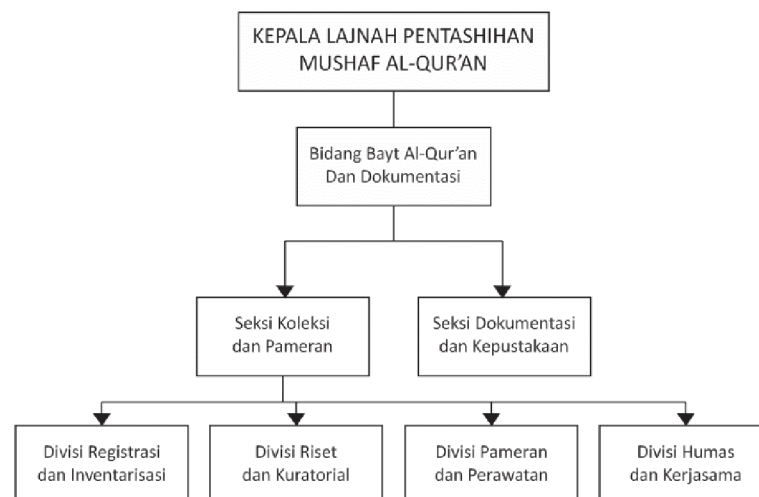 KEPALA LAJNAH PENTASHIHAN
MUSHAF AL-QUR’AN
Bidang Bayt Al-Qur’an
Dan Dokumentasi
Seksi Koleksi
dan Pameran
Seksi Dokumentasi
dan Kepustakaan
Divisi Registrasi
dan Inventarisasi
Divisi Riset
dan Kuratorial
Divisi Pameran
dan Perawatan
Divisi Humas
dan Kerjasama